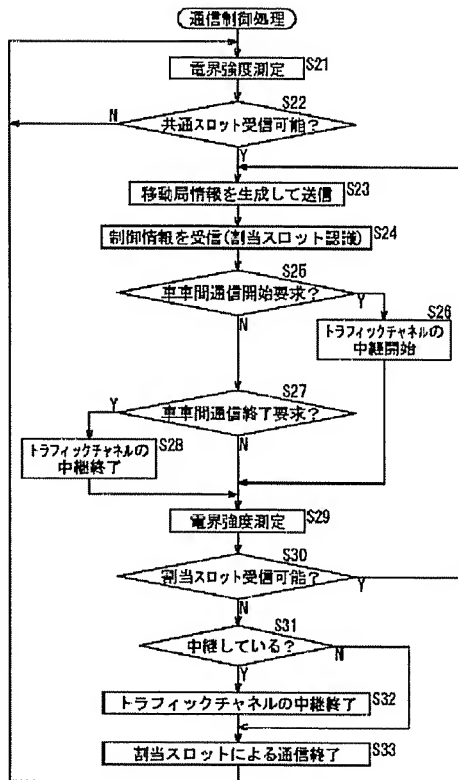 通信制御処理
電界強度測定
S21
S22
N
共通スロット受信可能?
Y
移動局情報を生成して送信
S23
制御情報を受信(割当スロット認識)
S24
S25
車車間通信開始要求?
Y
S26
トラフィックチャネルの
中継開始
N
S27
Y
車車間通信終了要求?
トラフィックチャネルの
中継終了
S28
N
電界強度測定
S29
S30
割当スロット受信可能?
Y
N
S31
中継している?
N
Y
トラフィックチャネルの中継終了
S32
割当スロットによる通信終了
S33